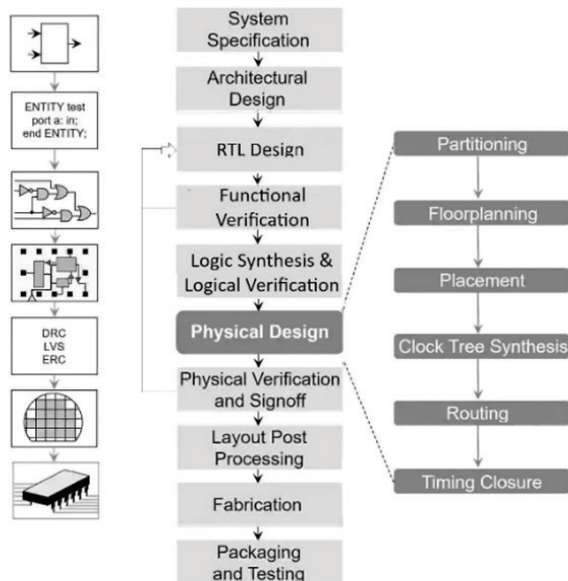 ENTITY test
port a: in;
end ENTITY;
DRC
LVS
ERC
System
Specification
Architectural
Design
RTL Design
Functional
Verification
Logic Synthesis &
Logical Verification
Physical Design
Physical Verification
and Signoff
Layout Post
Processing
Fabrication
Packaging
and Testing
Partitioning
Floorplanning
Placement
Clock Tree Synthesis
Routing
Timing Closure